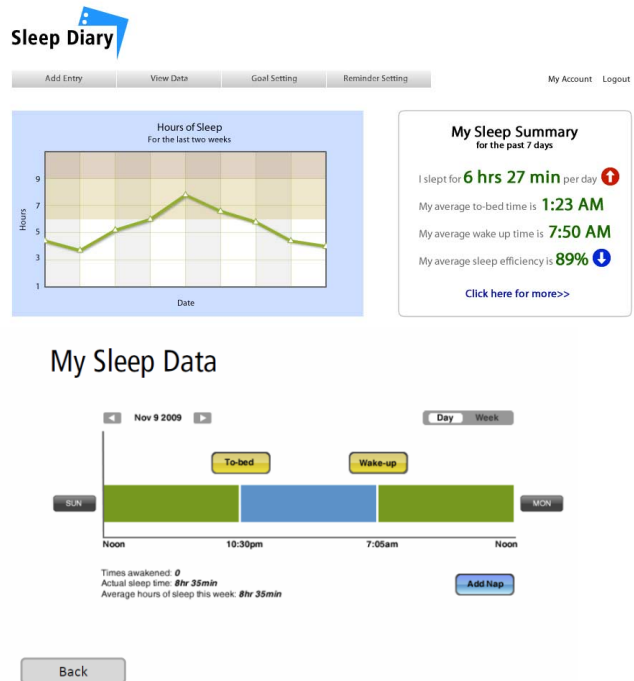 Sleep Diary
Add Entry View Data Goal Setting Reminder Setting My Account Logout
Hours of Sleep
For the last two weeks
9
7
5
3
1
Hours
Date
My Sleep Summary
for the past 7 days
I slept for 6 hrs 27 min per day
My average to-bed time is 1:23 AM
My average wake up time is 7:50 AM
My average sleep efficiency is 89%
Click here for more>>
My Sleep Data
Nov 9 2009 Day Week
To-bed Wake-up
SUN MON
Noon 10:30pm 7:05am Noon
Times awakened: 0
Actual sleep time: 8hr 35min
Average hours of sleep this week: 8hr 35min
Add Nap
Back